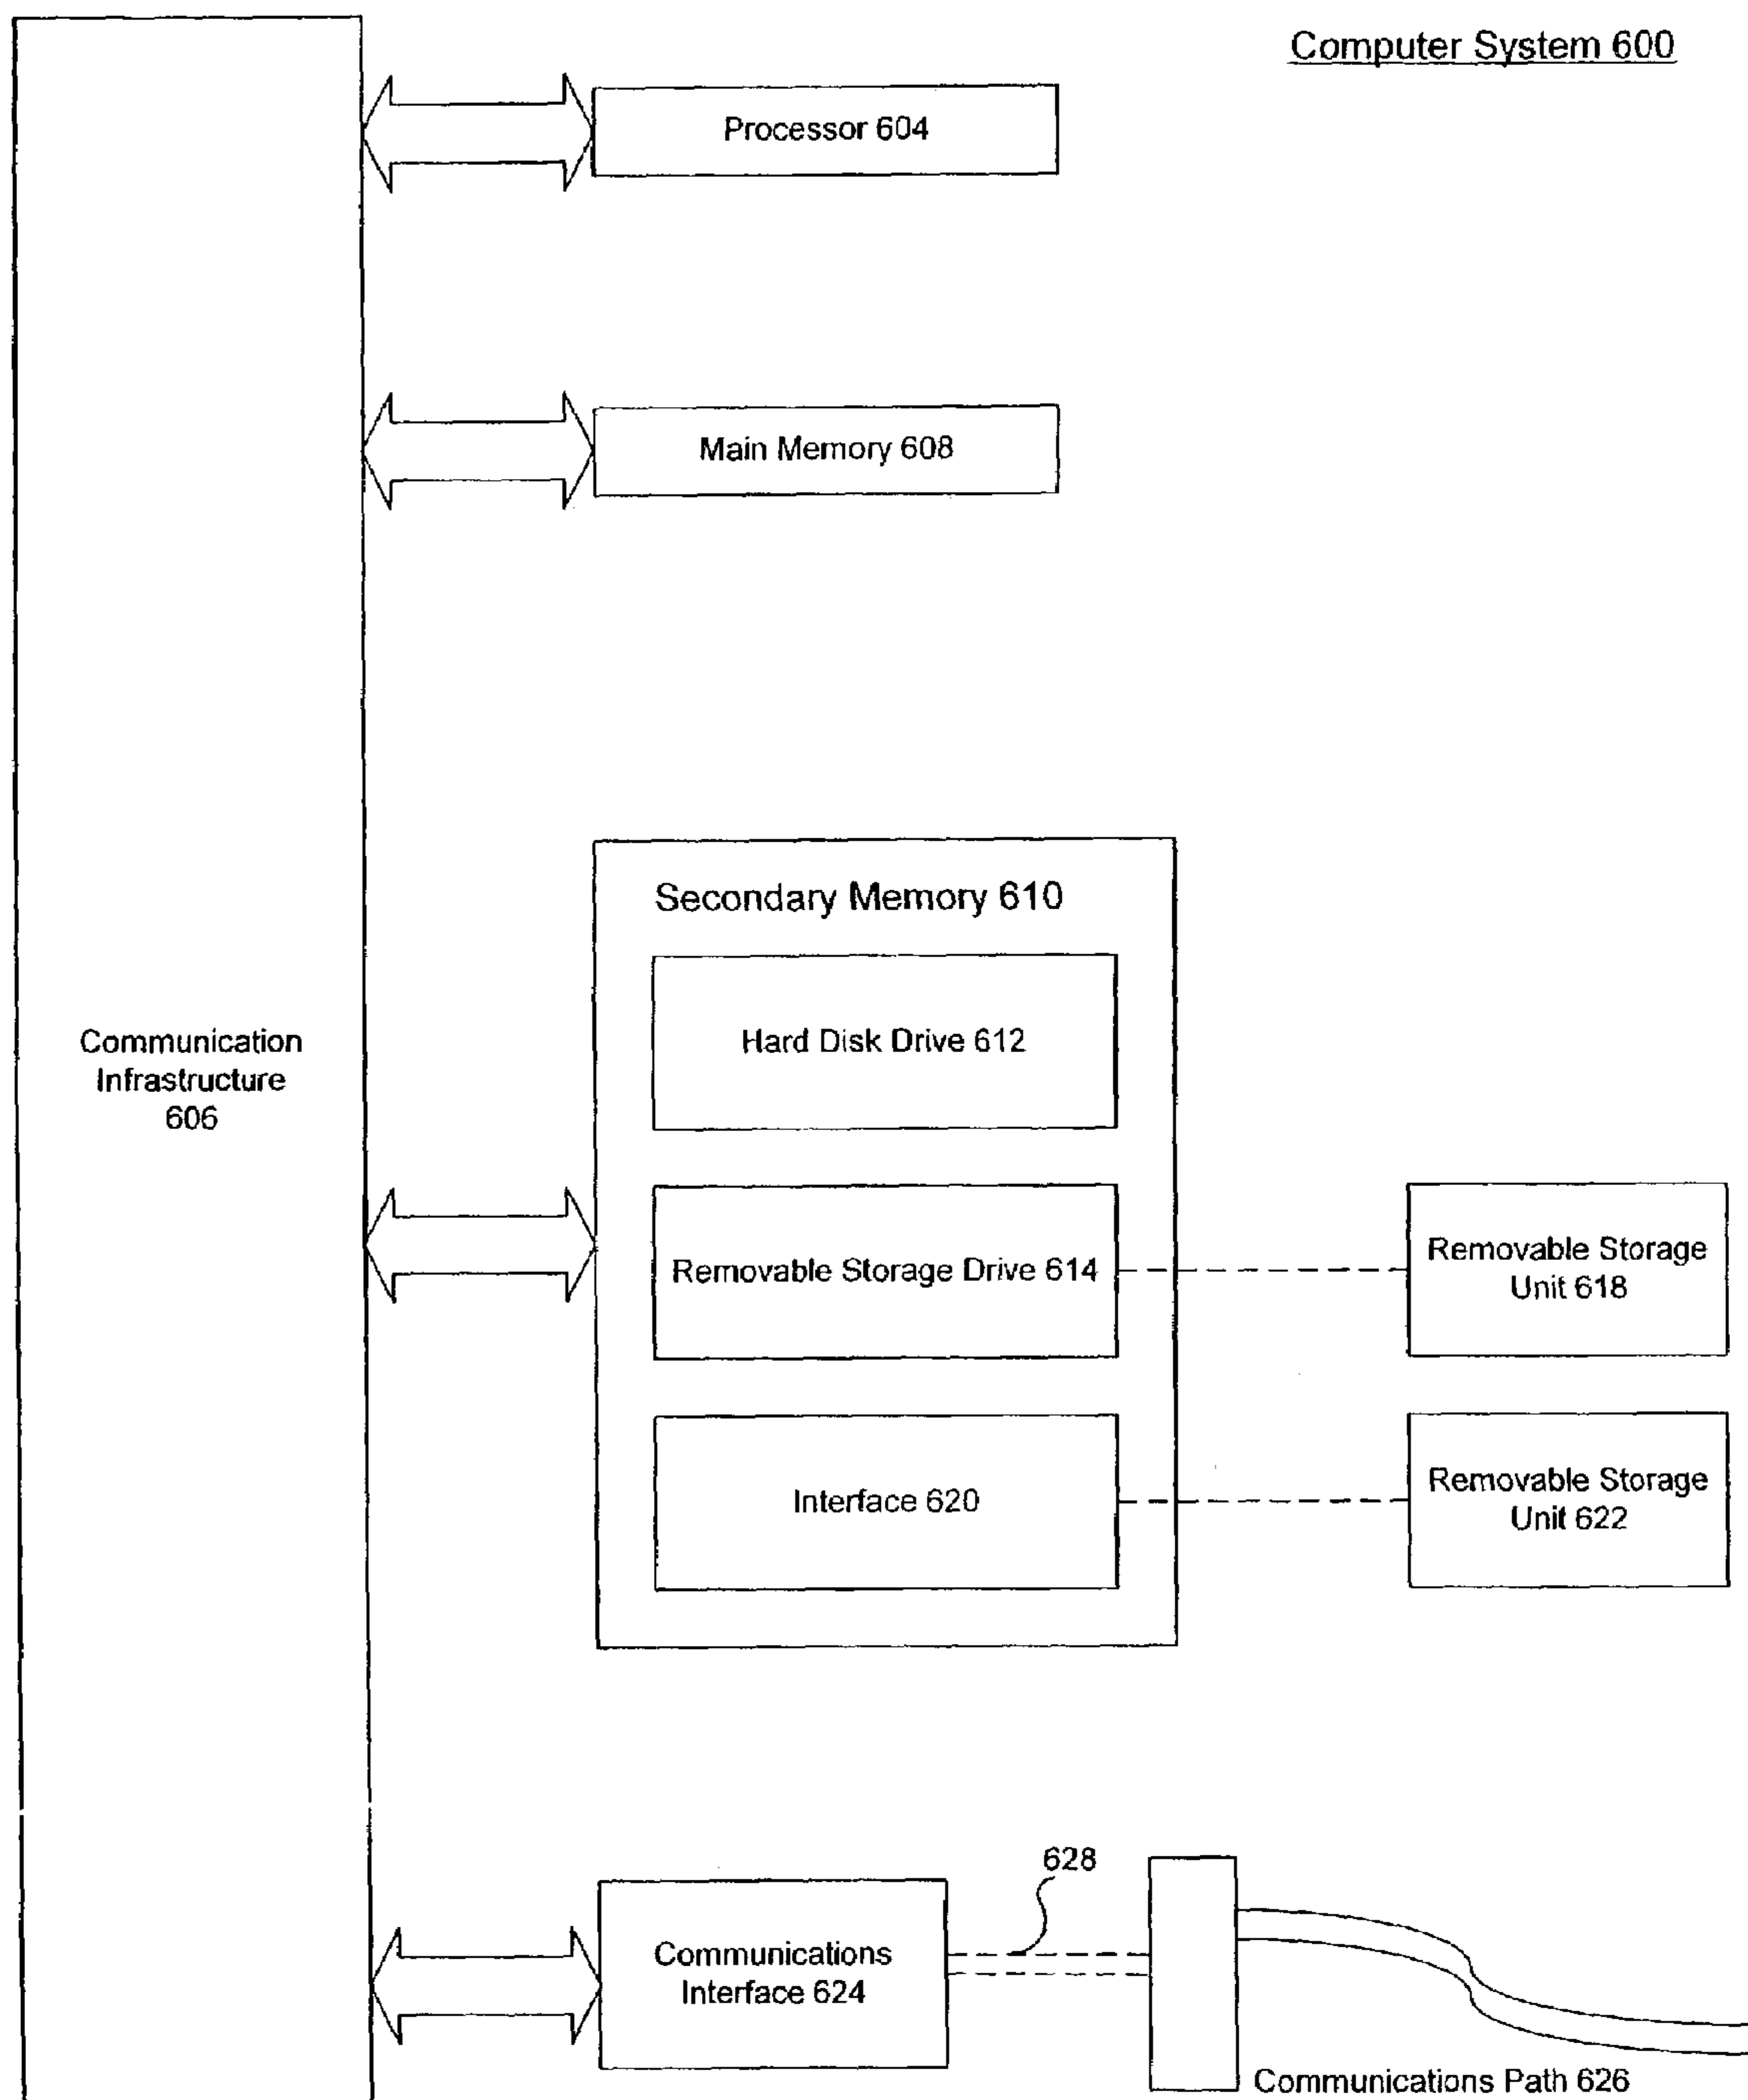 Computer System 600
Processor 604
Main Memory 608
Secondary Memory 610
Hard Disk Drive 612
Communication
Infrastructure
606
Removable Storage Drive 614
Removable Storage
Unit 618
Interface 620
Removable Storage
Unit 622
628
Communications
Interface 624
Communications Path 626